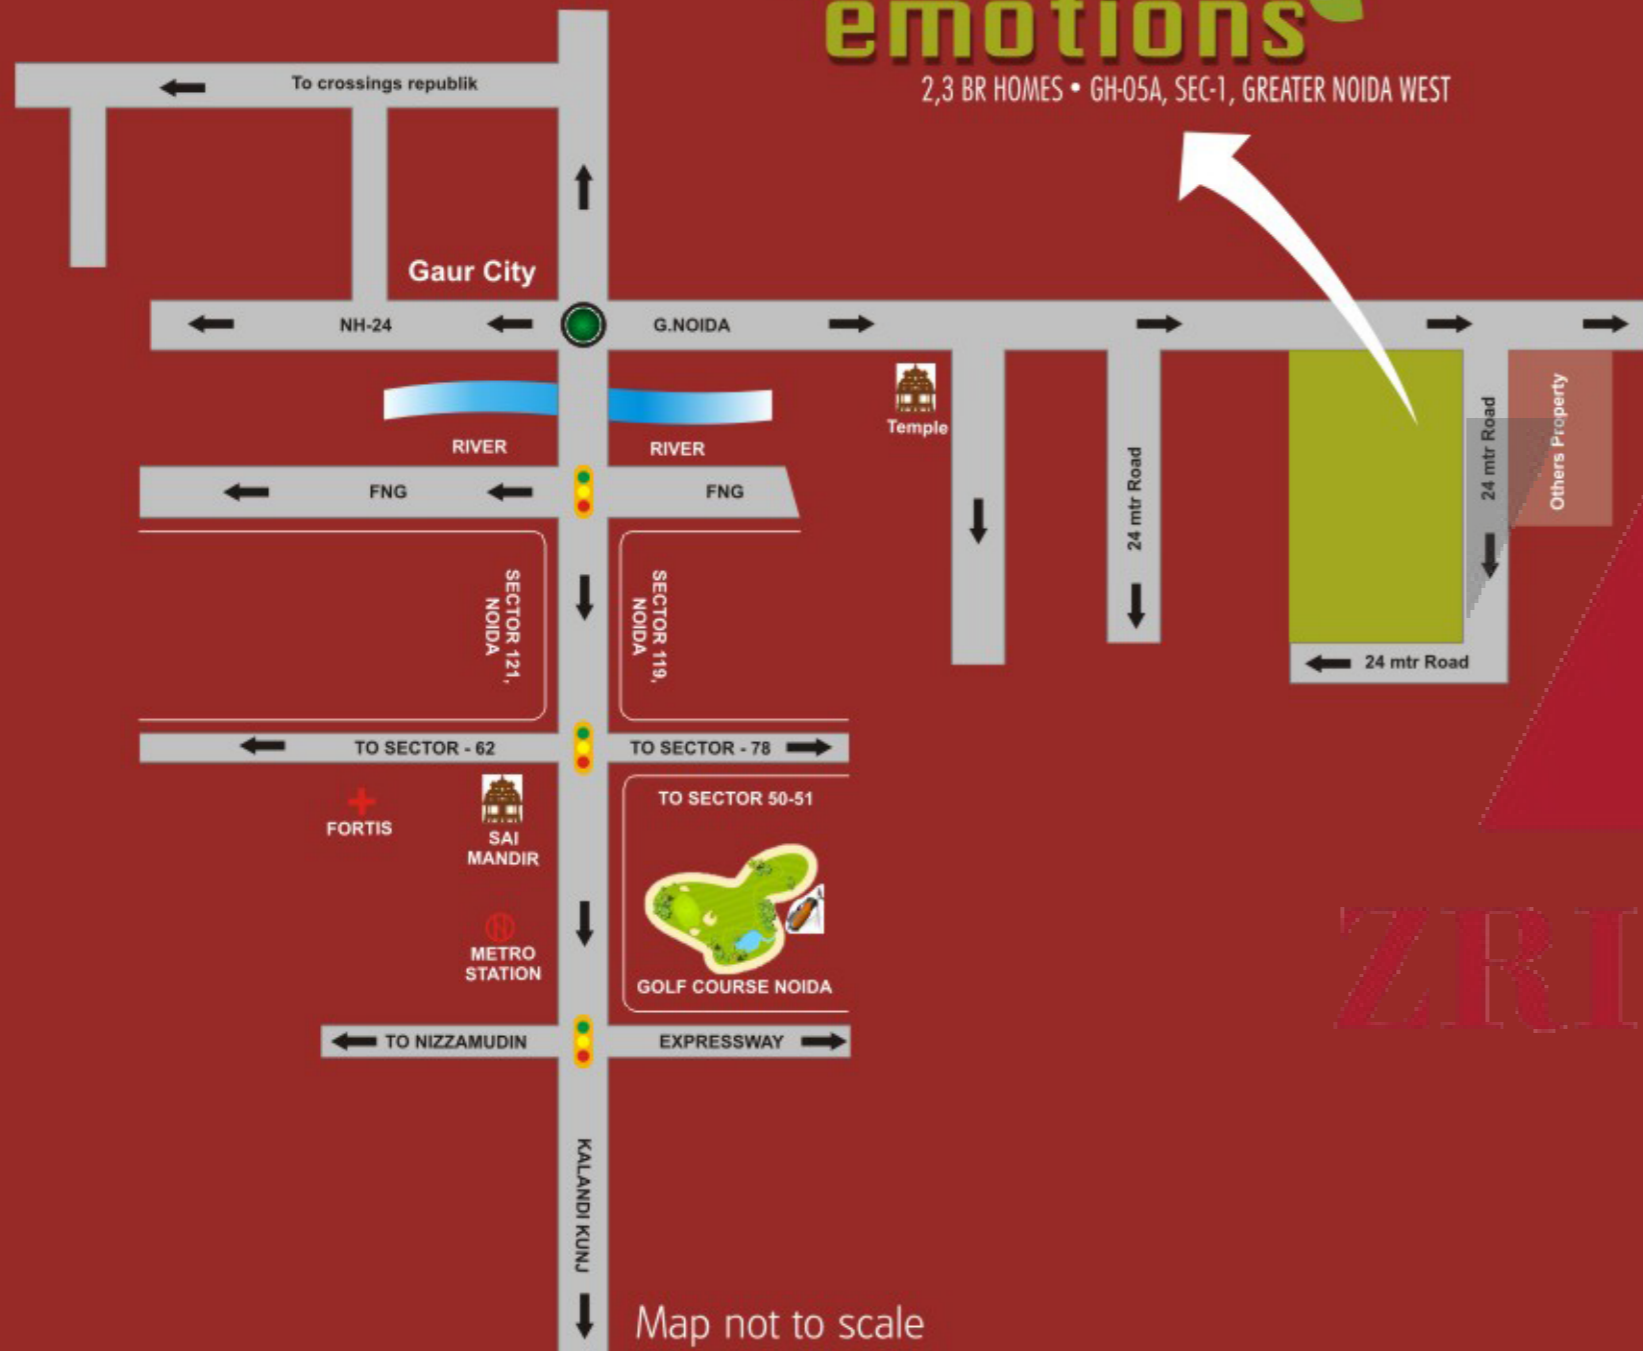 emotions
2,3 BR HOMES • GH-05A, SEC-1, GREATER NOIDA WEST
To crossings republik
Gaur City
NH-24
G.NOIDA
Temple
RIVER
RIVER
FNG
FNG
24 mtr Road
24 mtr Road
Others Property
24 mtr Road
SECTOR 121,
NOIDA
SECTOR 119,
NOIDA
TO SECTOR - 62
TO SECTOR - 78
FORTIS
SAI
MANDIR
TO SECTOR 50-51
METRO
STATION
GOLF COURSE NOIDA
ZRI
TO NIZZAMUDIN
EXPRESSWAY
KALANDI KUNJ
Map not to scale